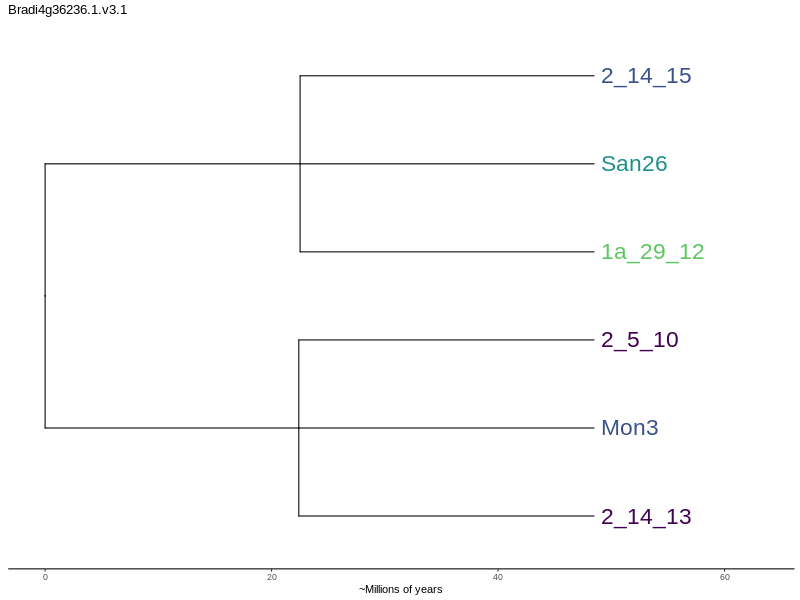 Bradi4g36236.1.v3.1
2_14_15
San26
1a_29_12
2_5_10
Mon3
2_14_13
0 20 40 60
~Millions of years